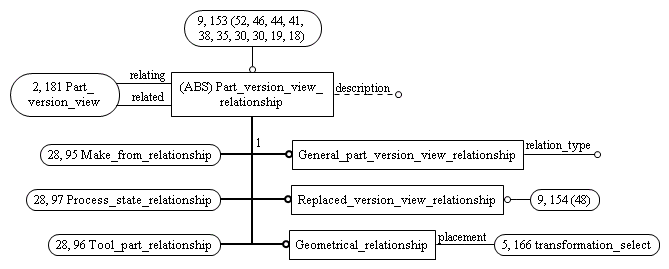 9, 153 (52, 46, 44, 41,
38, 35, 30, 30, 19, 18)
relating
2, 181 Part_
version_view
related
(ABS) Part_version_view_
relationship
description
1
28, 95 Make_from_relationship
General_part_version_view_relationship
relation_type
28, 97 Process_state_relationship
Replaced_version_view_relationship
9, 154 (48)
28, 96 Tool_part_relationship
Geometrical_relationship
placement
5, 166 transformation_select